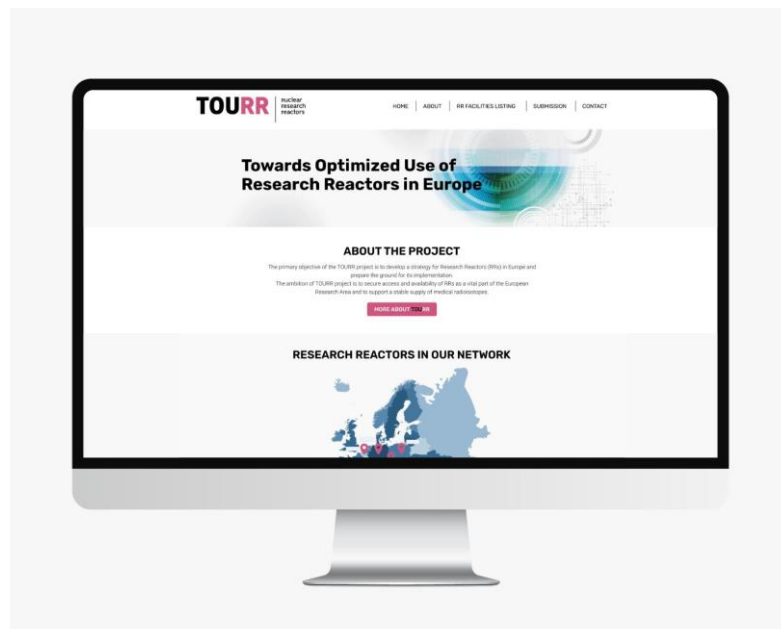 TOURR
nuclear
research
reactors
HOME
ABOUT
RR FACILITIES LISTING
SUBMISSION
CONTACT
Towards Optimized Use of
Research Reactors in Europe
ABOUT THE PROJECT
The primary objective of the TOURR project is to develop a strategy for Research Reactors (RRs) in Europe and
prepare the ground for its implementation.
The ambition of TOURR project is to secure access and availability of RRs as a vital part of the European
Research Area and to support a stable supply of medical radioisotopes.
MORE ABOUT TOURR
RESEARCH REACTORS IN OUR NETWORK